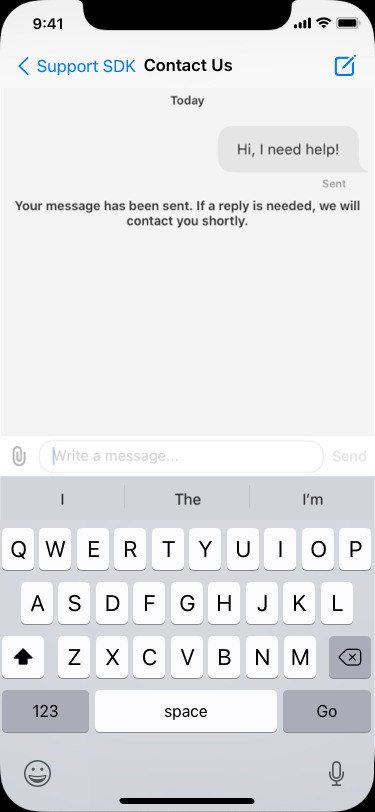 9:41
Support SDK Contact Us
Today
Hi, I need help!
Sent
Your message has been sent. If a reply is needed, we will
contact you shortly.
Write a message...
Send
I The I'm
Q W E R T Y U I O P
A S D F G H J K L
Z X C V B N M
123 space Go